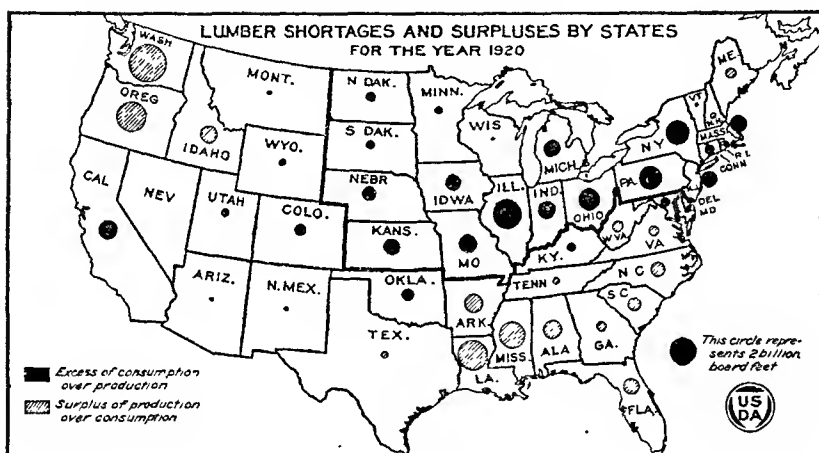 LUMBER SHORTAGES AND SURPLUSES BY STATES
FOR THE YEAR 1920
WASH
OREG
IDAHO
MONT.
WYO.
CAL
NEV
UTAH
COLO.
ARIZ.
N.MEX.
N DAK.
S DAK.
NEBR
KANS.
OKLA.
TEX.
MINN.
IOWA
MO
ARK.
LA.
WIS
ILL.
MICH.
IND.
OHIO
KY.
TENN
MISS.
ALA
GA.
FLA.
S C
N C
VA
W VA
PA.
NY
VT
N H
ME.
MASS
R I
CONN
DEL
MD
Excess of consumption
over production
Surplus of production
over consumption
This circle repre-
sents 2 billion
board feet
US
DA